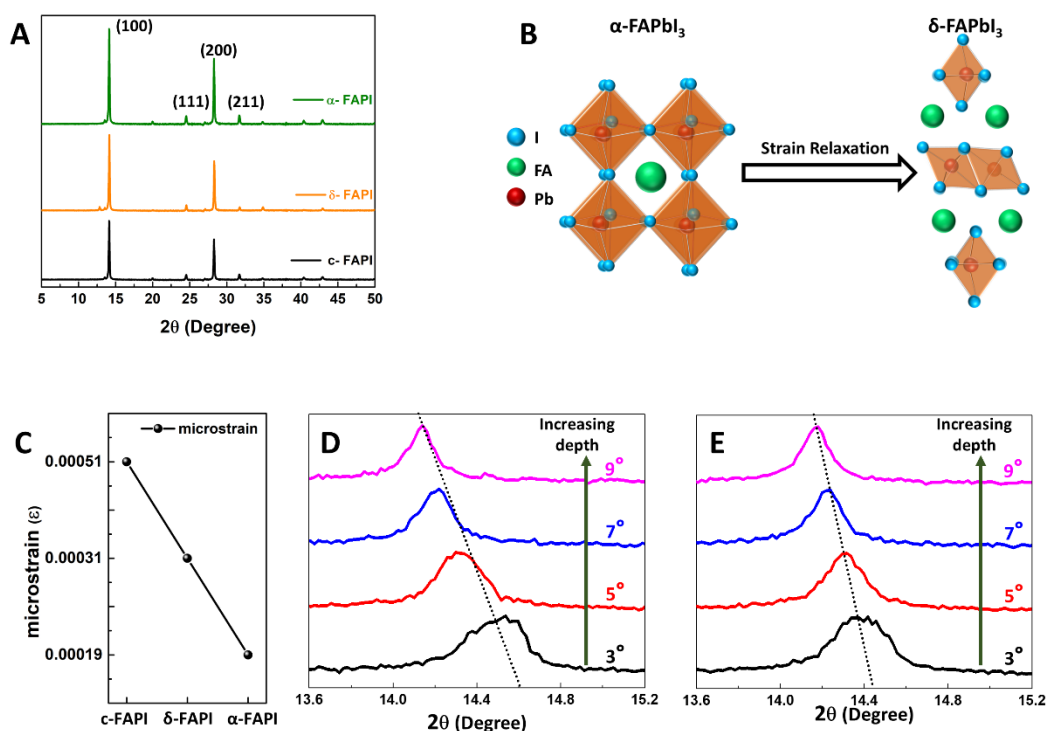 A
(100)
(200)
(111)
(211)
α- FAPI
δ- FAPI
c- FAPI
5 10 15 20 25 30 35 40 45 50
2θ (Degree)
B
α-FAPbI₃
δ-FAPbI₃
I
FA
Pb
Strain Relaxation
C
microstrain
0.00051
0.00031
0.00019
microstrain (ε)
c-FAPI δ-FAPI α-FAPI
D
Increasing
depth
9°
7°
5°
3°
13.6 14.0 14.4 14.8 15.2
2θ (Degree)
E
Increasing
depth
9°
7°
5°
3°
13.6 14.0 14.4 14.8 15.2
2θ (Degree)